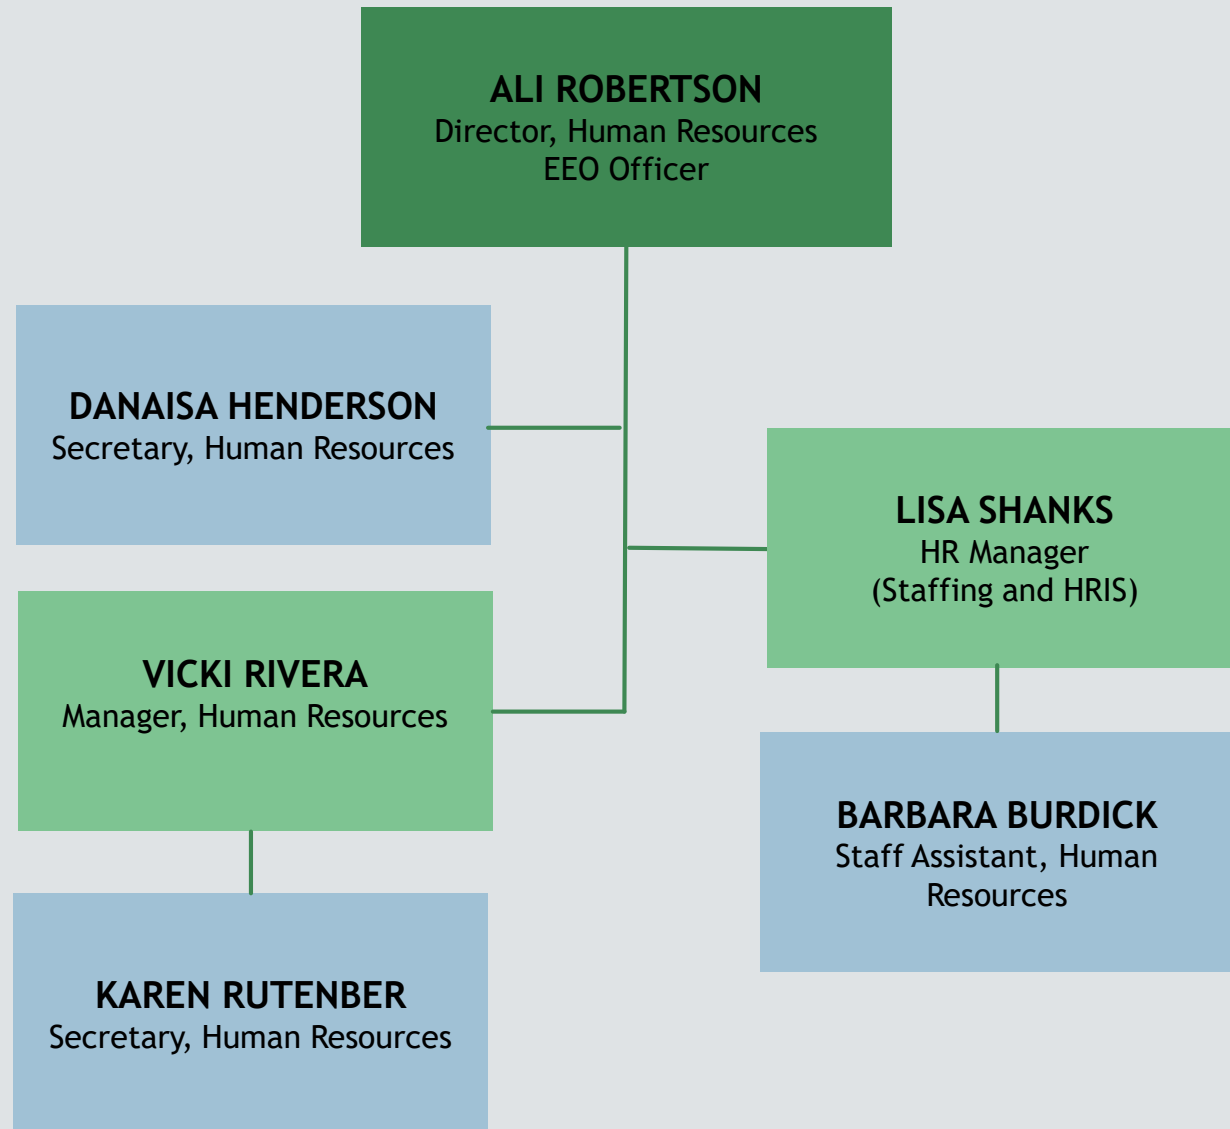 ALI ROBERTSON
Director, Human Resources
EEO Officer
DANAISA HENDERSON
Secretary, Human Resources
LISA SHANKS
HR Manager
(Staffing and HRIS)
VICKI RIVERA
Manager, Human Resources
BARBARA BURDICK
Staff Assistant, Human
Resources
KAREN RUTENBER
Secretary, Human Resources